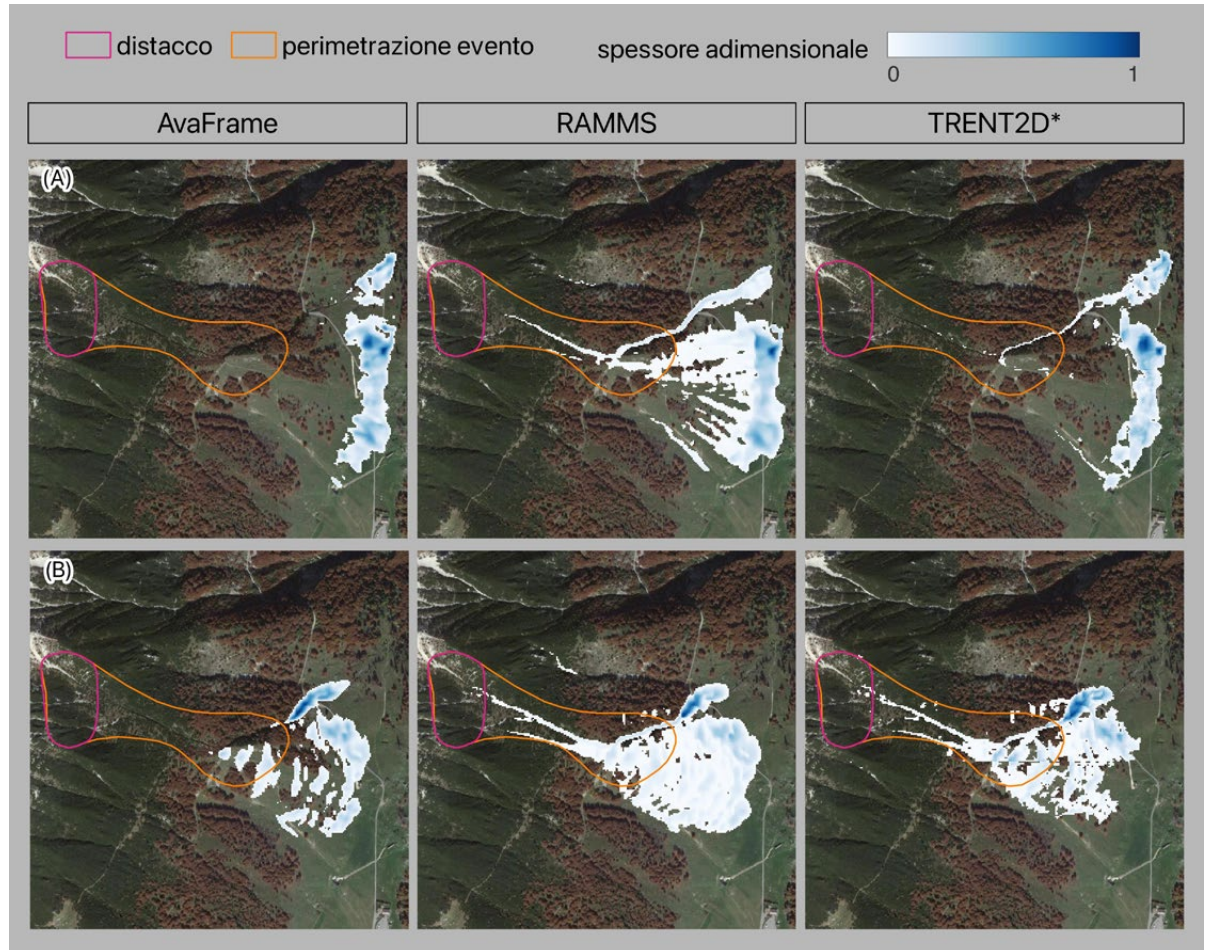 distacco perimetrazione evento spessore adimensionale
0 1
AvaFrame RAMMS TRENT2D*
(A)
(B)